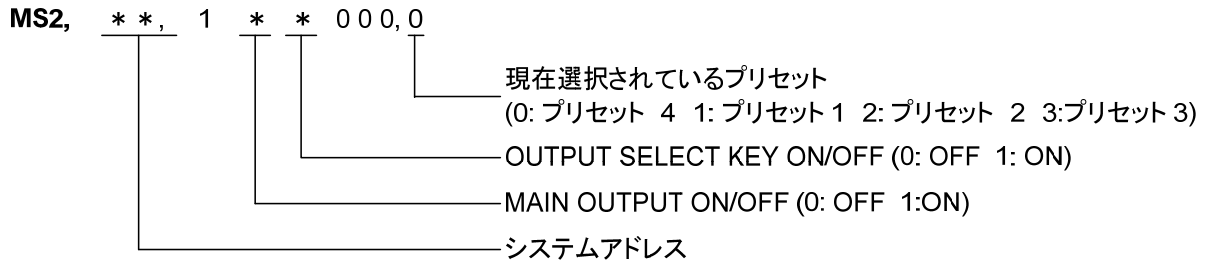 MS2, **, 1 * * 0 0 0, 0
現在選択されているプリセット
(0: プリセット 4 1: プリセット 1 2: プリセット 2 3:プリセット 3)
OUTPUT SELECT KEY ON/OFF (0: OFF 1: ON)
MAIN OUTPUT ON/OFF (0: OFF 1:ON)
システムアドレス